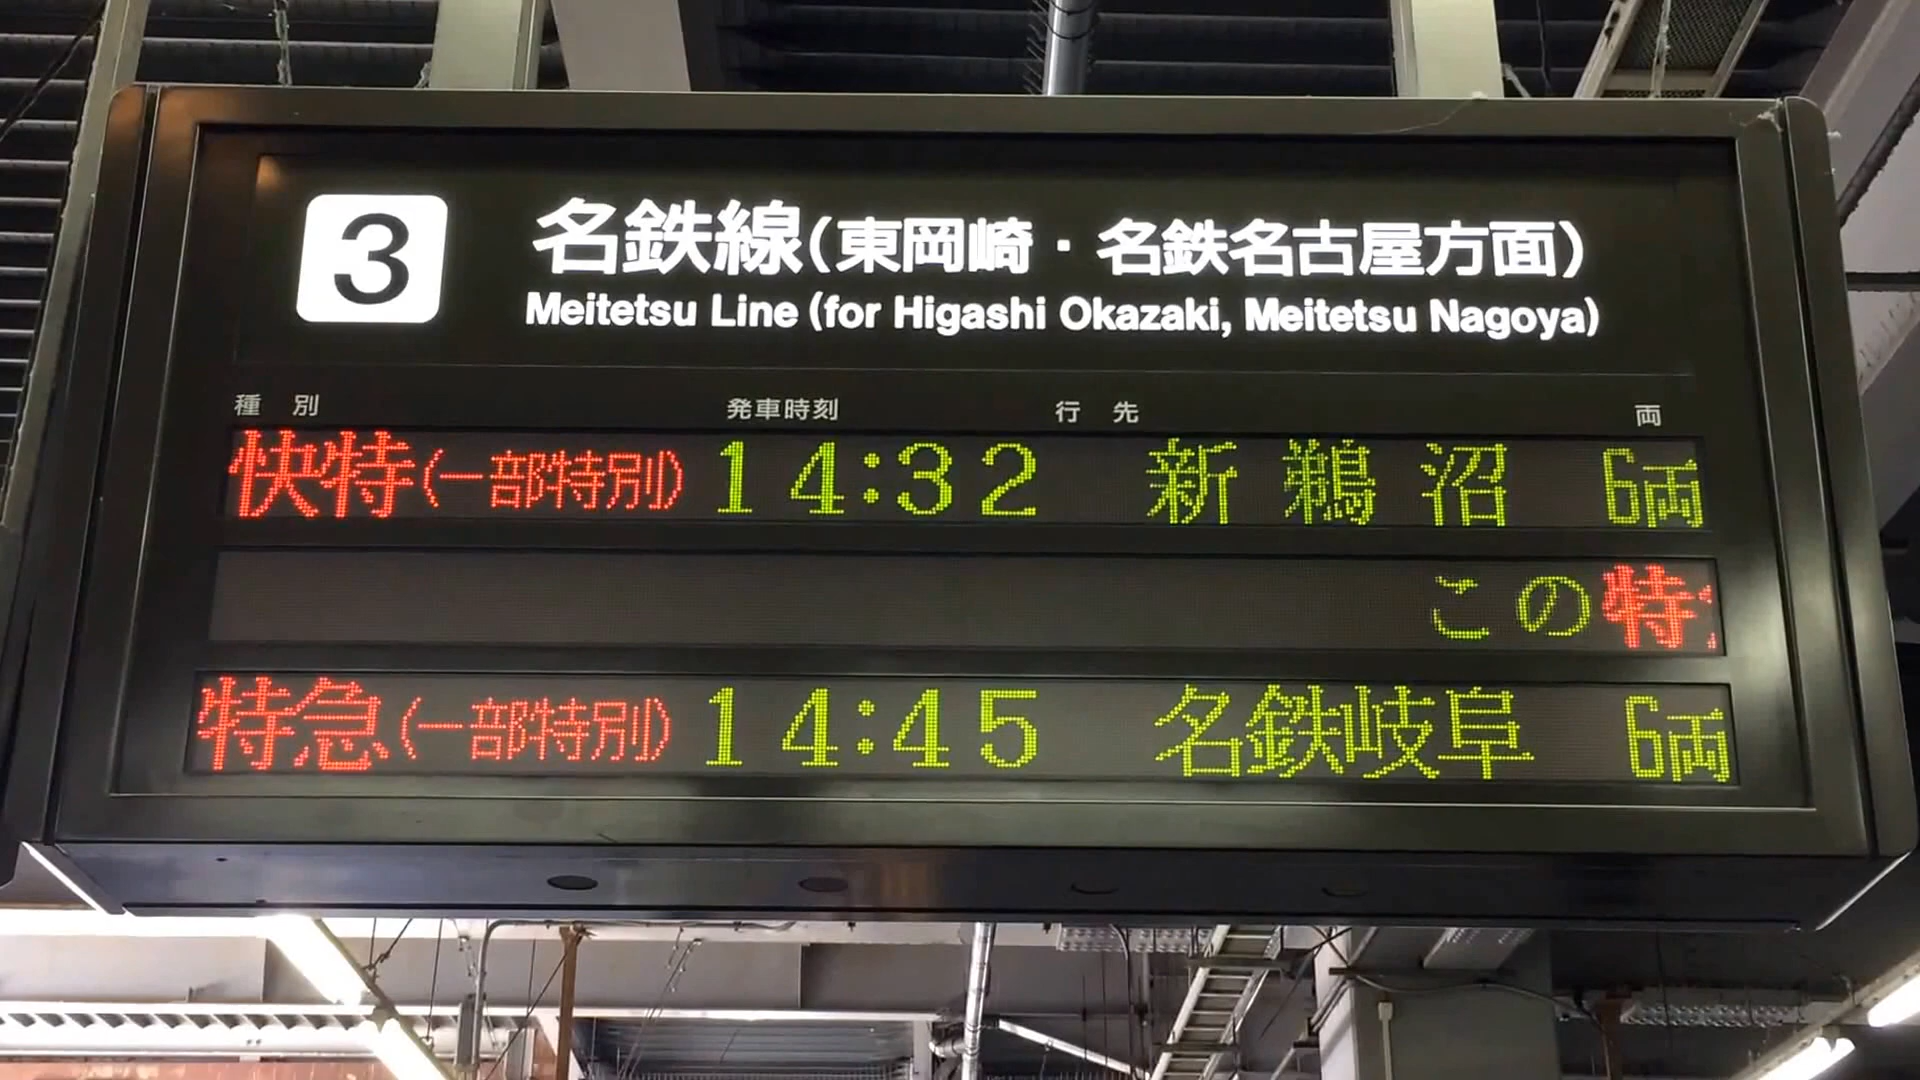 3 名鉄線(東岡崎・名鉄名古屋方面)
Meitetsu Line (for Higashi Okazaki, Meitetsu Nagoya)
種別 発車時刻 行先 両
快特(一部特別) 14:32 新鵜沼 6両
この特
特急(一部特別) 14:45 名鉄岐阜 6両